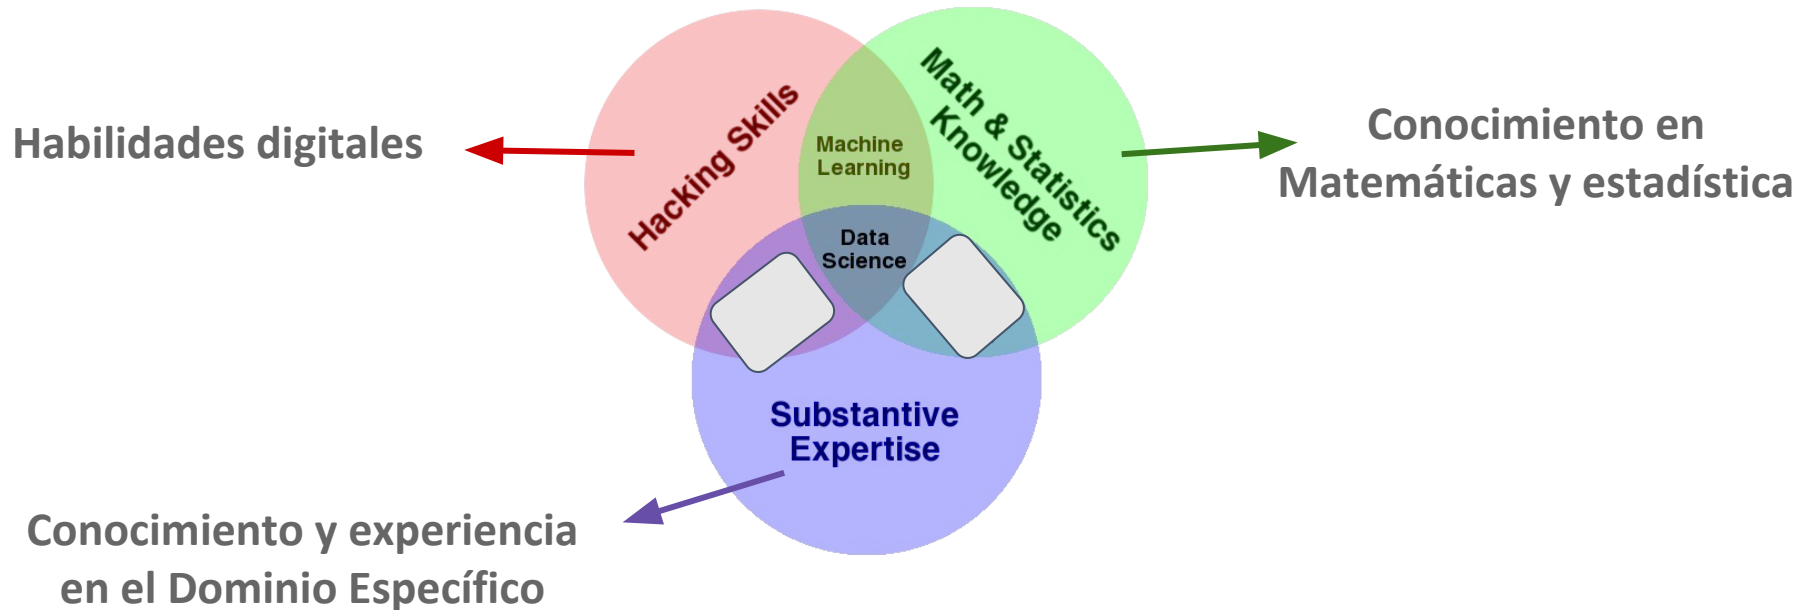 Habilidades digitales
Hacking Skills
Machine
Learning
Math & Statistics
Knowledge
Conocimiento en
Matemáticas y estadística
Data
Science
Substantive
Expertise
Conocimiento y experiencia
en el Dominio Específico